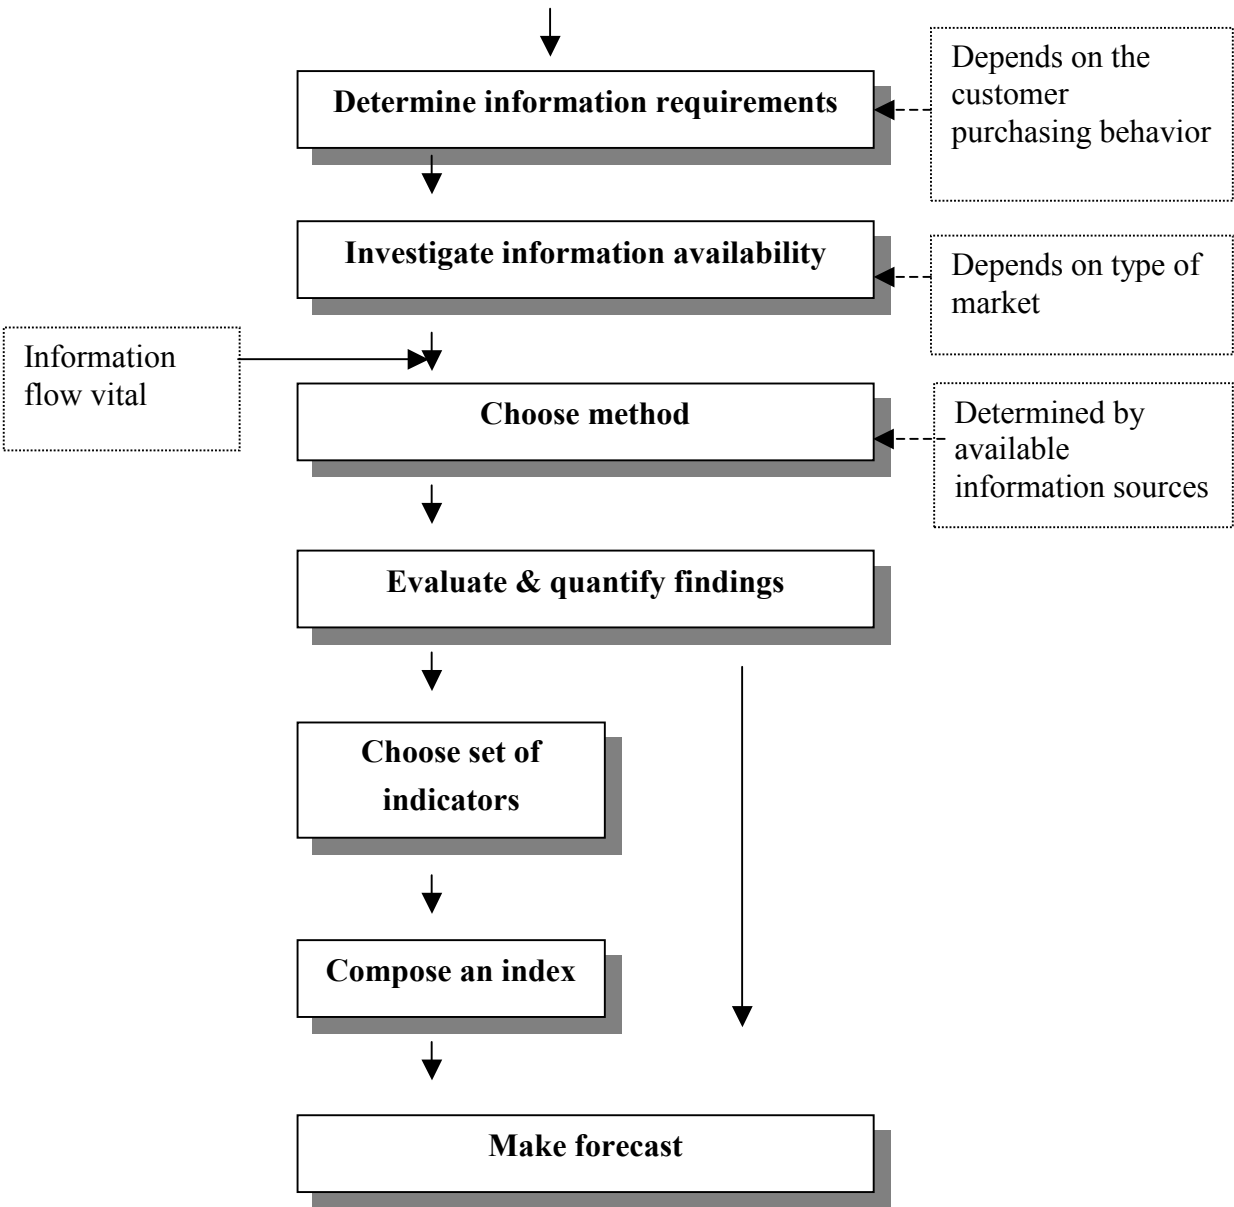 Determine information requirements
Depends on the
customer
purchasing behavior
Investigate information availability
Depends on type of
market
Information
flow vital
Choose method
Determined by
available
information sources
Evaluate & quantify findings
Choose set of
indicators
Compose an index
Make forecast